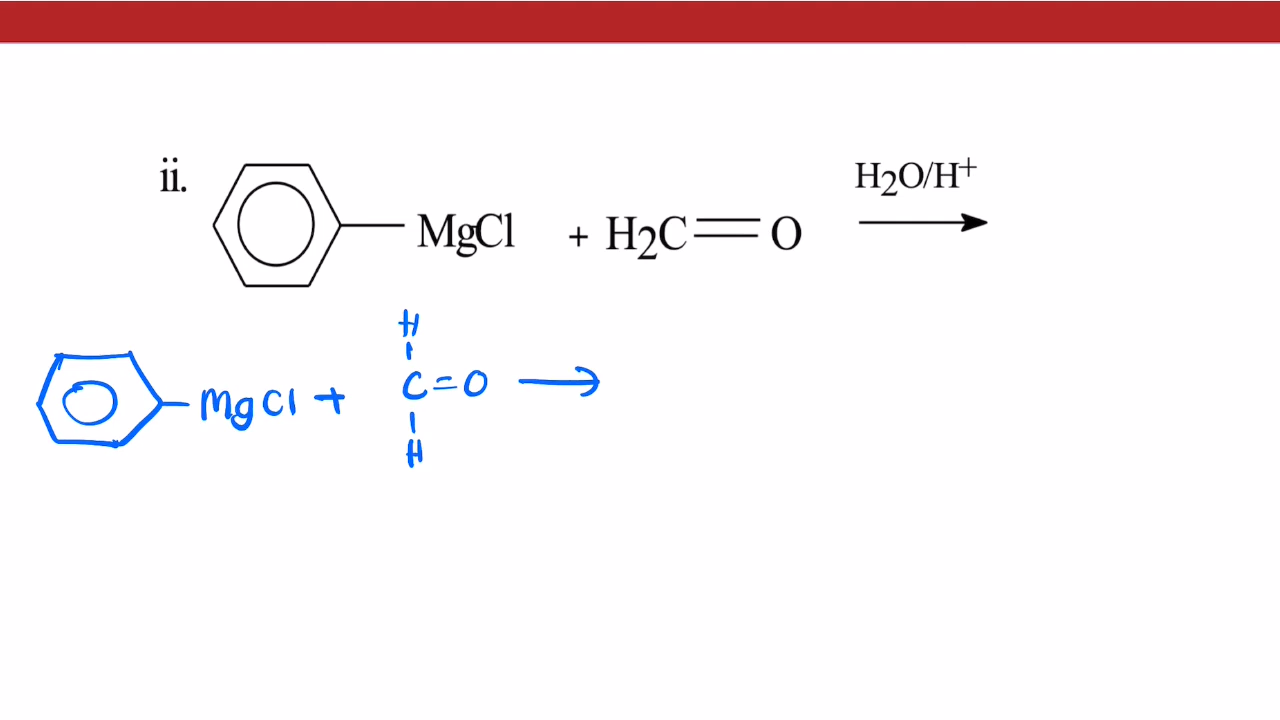 ii. MgCl + H₂C=O H₂O/H⁺
H
MgCl + C=O →
H